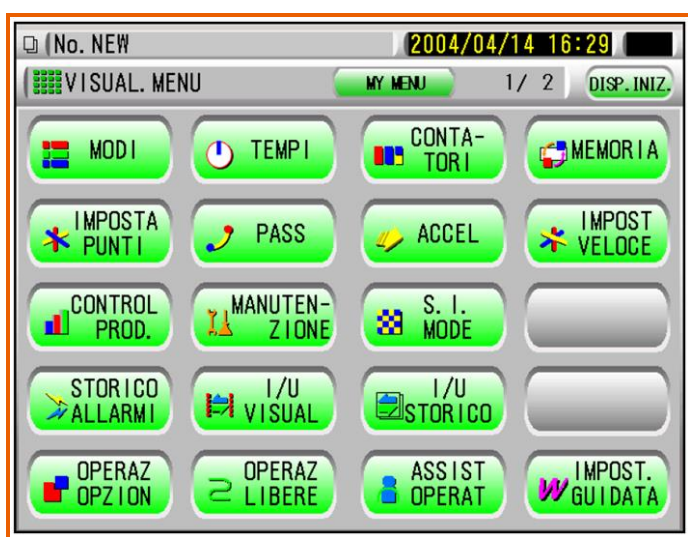 (No. NEW 2004/04/14 16:29
VISUAL. MENU MY MENU 1/ 2 DISP. INIZ.
MODI TEMPI CONTA- MEMORIA
TORI
IMPOSTA PASS ACCEL IMPOST
PUNTI VELOCE
CONTROL MANUTEN- S. I.
PROD. ZIONE MODE
STORICO I/U I/U
ALLARMI VISUAL STORICO
OPERAZ OPERAZ ASSIST IMPOST.
OPZION LIBERE OPERAT GUIDATA